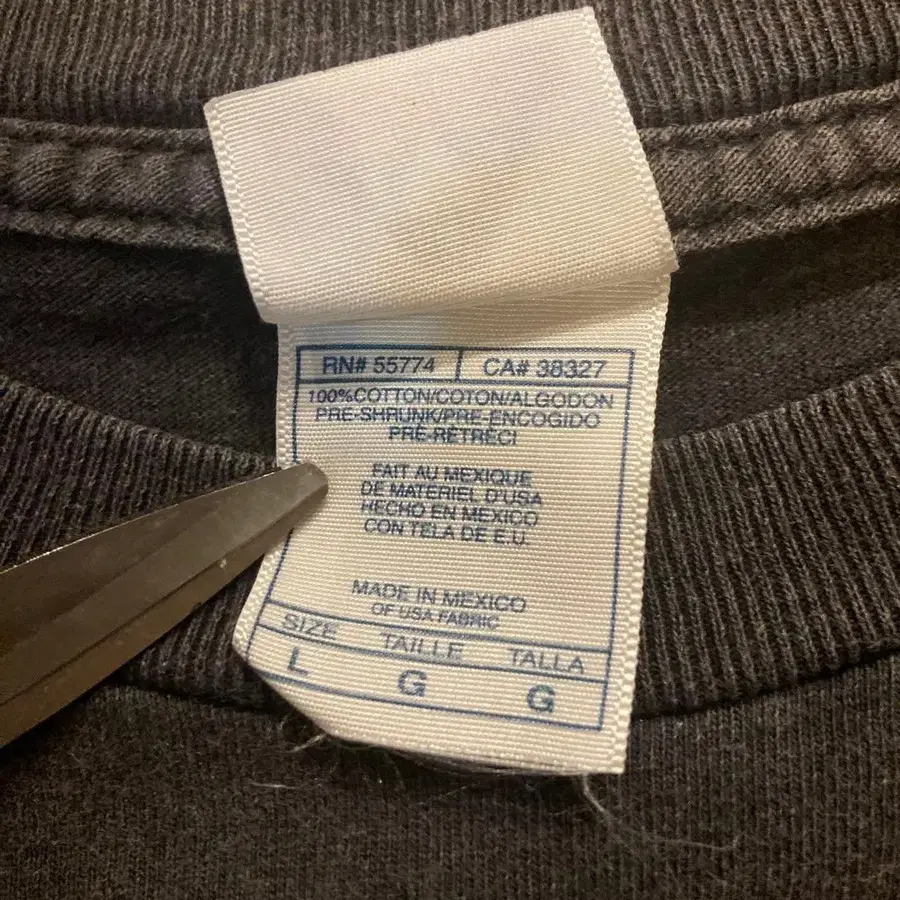 RN# 55774 CA# 38327
100%COTTON/COTON/ALGODON
PRE-SHRUNK/PRE-ENCOGIDO
PRÉ-RÉTRÉCI
FAIT AU MEXIQUE
DE MATERIEL D'USA
HECHO EN MEXICO
CON TELA DE E.U.
MADE IN MEXICO
OF USA FABRIC
SIZE TAILLE TALLA
L G G